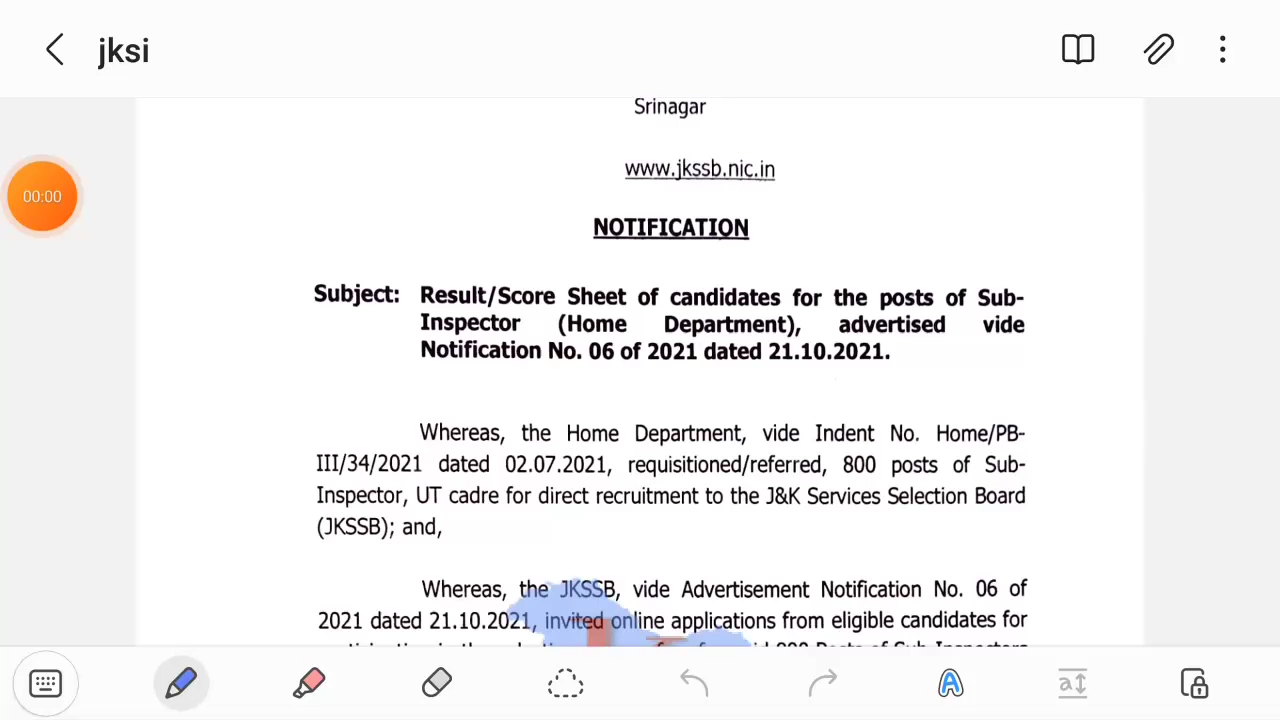 jksi
Srinagar
00:00
www.jkssb.nic.in
NOTIFICATION
Subject: Result/Score Sheet of candidates for the posts of Sub-
Inspector (Home Department), advertised vide
Notification No. 06 of 2021 dated 21.10.2021.
Whereas, the Home Department, vide Indent No. Home/PB-
III/34/2021 dated 02.07.2021, requisitioned/referred, 800 posts of Sub-
Inspector, UT cadre for direct recruitment to the J&K Services Selection Board
(JKSSB); and,
Whereas, the JKSSB, vide Advertisement Notification No. 06 of
2021 dated 21.10.2021, invited online applications from eligible candidates for